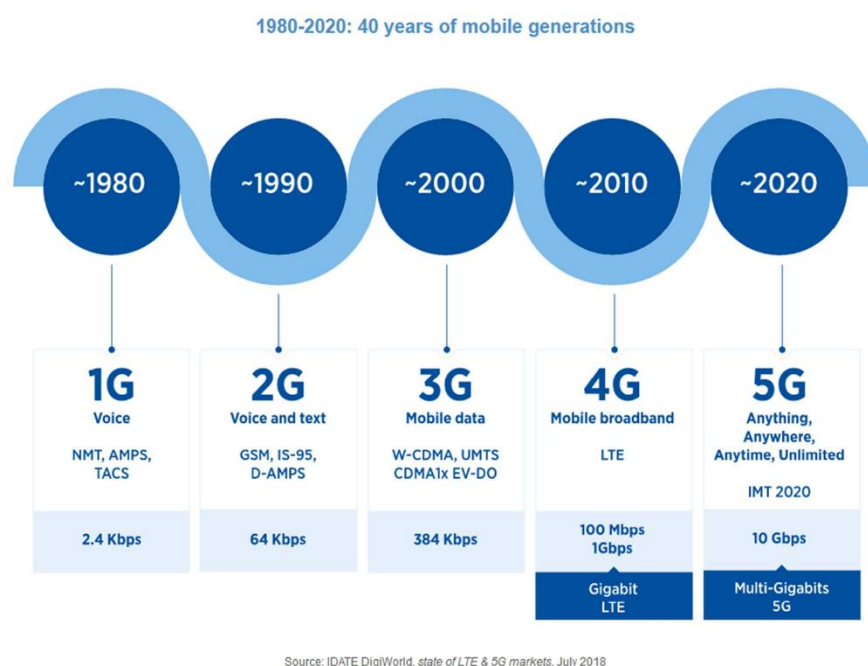 1980-2020: 40 years of mobile generations
~1980
~1990
~2000
~2010
~2020
1G
Voice
NMT, AMPS,
TACS
2.4 Kbps
2G
Voice and text
GSM, IS-95,
D-AMPS
64 Kbps
3G
Mobile data
W-CDMA, UMTS
CDMA1x EV-DO
384 Kbps
4G
Mobile broadband
LTE
100 Mbps
1Gbps
Gigabit
LTE
5G
Anything,
Anywhere,
Anytime, Unlimited
IMT 2020
10 Gbps
Multi-Gigabits
5G
Source: IDATE DigiWorld, state of LTE & 5G markets, July 2018